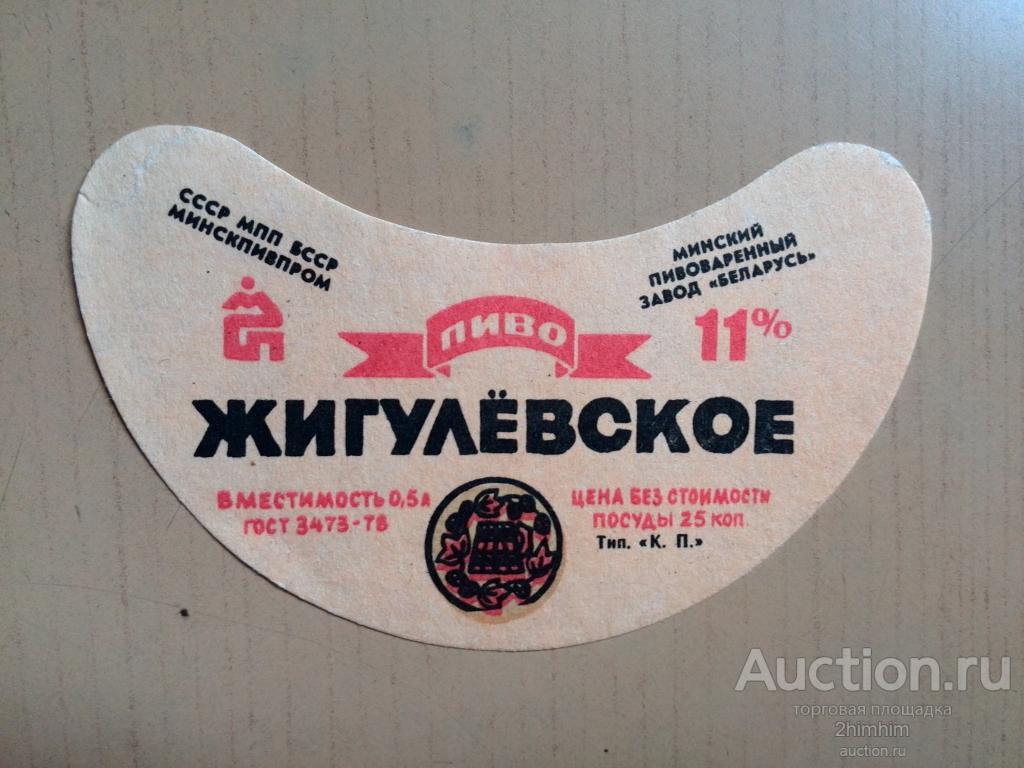 СССР МПП БССР
МИНСКПИВПРОМ
МИНСКИЙ
ПИВОВАРЕННЫЙ
ЗАВОД «БЕЛАРУСЬ»
ПИВО
11%
ЖИГУЛЁВСКОЕ
ВМЕСТИМОСТЬ 0,5 л
ГОСТ 3473-78
ЦЕНА БЕЗ СТОИМОСТИ
ПОСУДЫ 25 КОП.
Тип. «К. П.»
Auction.ru
торговая площадка
2himhim
auction.ru